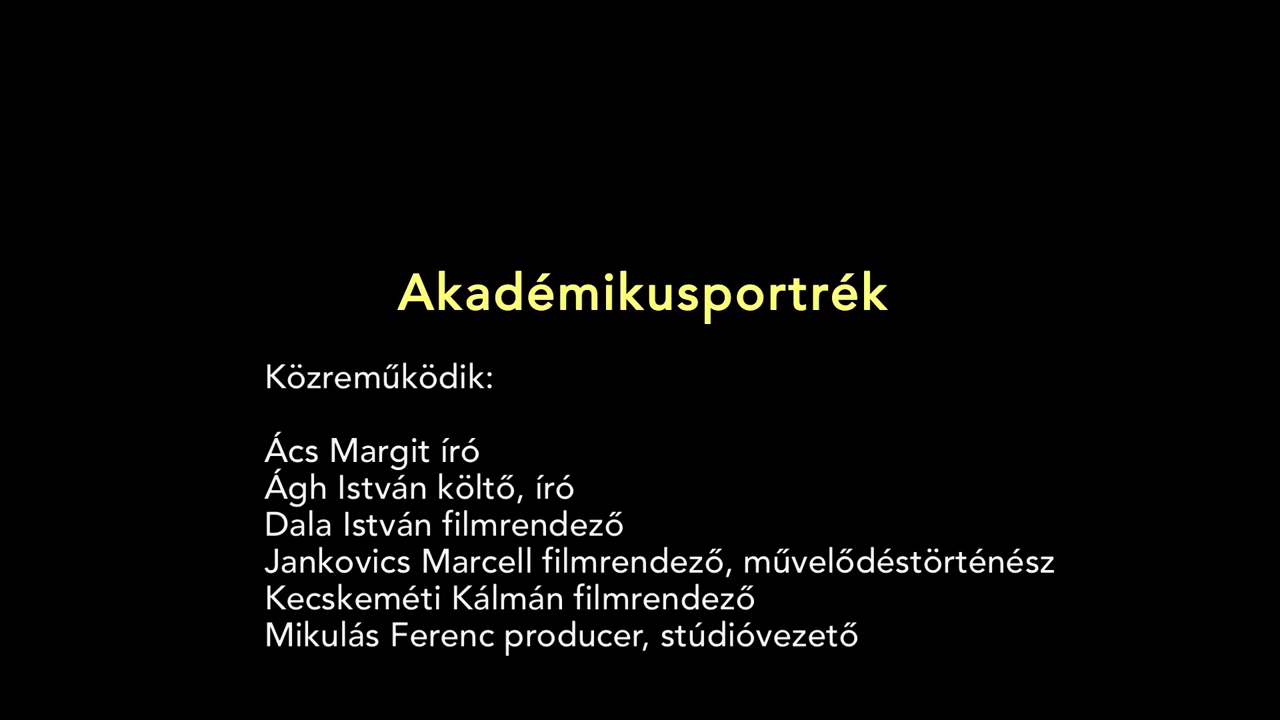 Akadémikusportrék
Közreműködik:
Ács Margit író
Ágh István költő, író
Dala István filmrendező
Jankovics Marcell filmrendező, művelődéstörténész
Kecskeméti Kálmán filmrendező
Mikulás Ferenc producer, stúdióvezető